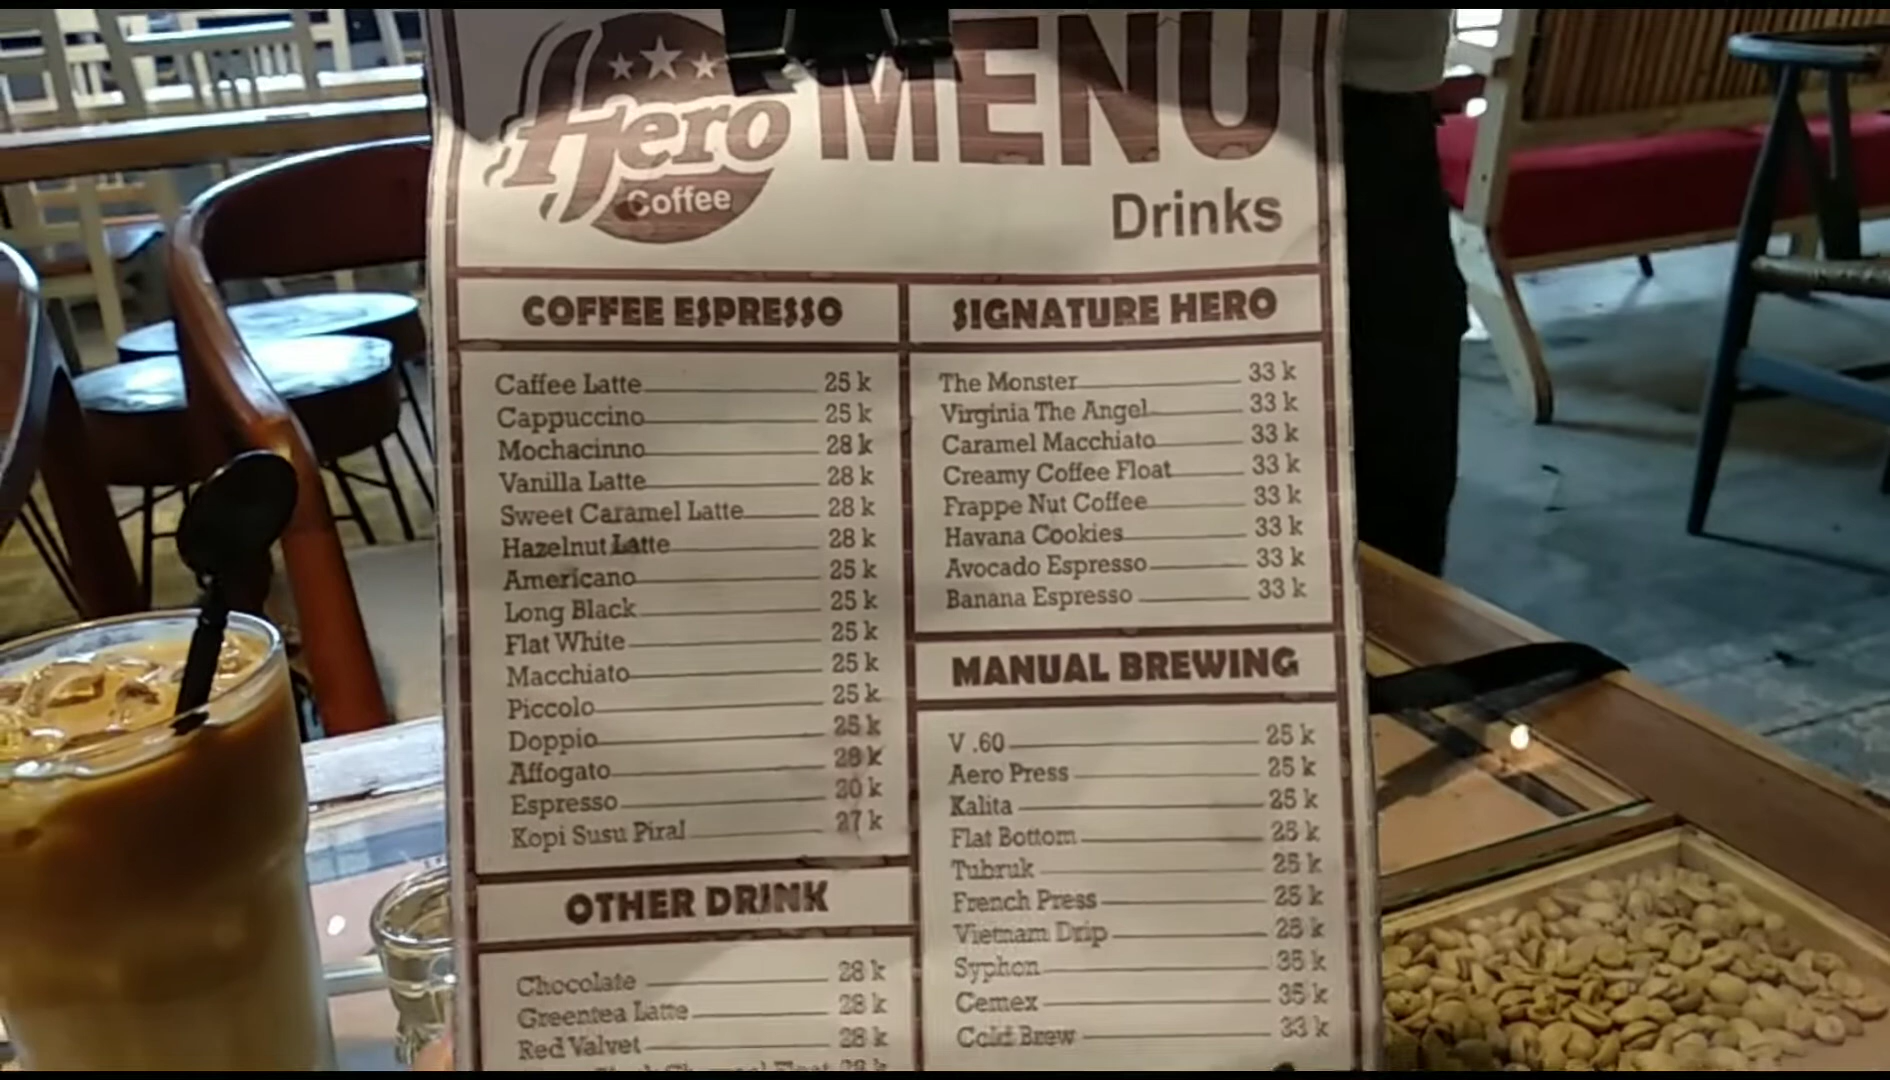 Hero
Coffee
MENU
Drinks
COFFEE ESPRESSO
Caffee Latte 25 k
Cappuccino 25 k
Mochacinno 28 k
Vanilla Latte 28 k
Sweet Caramel Latte 28 k
Hazelnut Latte 28 k
Americano 25 k
Long Black 25 k
Flat White 25 k
Macchiato 25 k
Piccolo 25 k
Doppio 25 k
Affogato 28 k
Espresso 20 k
Kopi Susu Piral 27 k
OTHER DRINK
Chocolate 28 k
Greentea Latte 28 k
Red Valvet 28 k
SIGNATURE HERO
The Monster 33 k
Virginia The Angel 33 k
Caramel Macchiato 33 k
Creamy Coffee Float 33 k
Frappe Nut Coffee 33 k
Havana Cookies 33 k
Avocado Espresso 33 k
Banana Espresso 33 k
MANUAL BREWING
V .60 25 k
Aero Press 25 k
Kalita 25 k
Flat Bottom 25 k
Tubruk 25 k
French Press 25 k
Vietnam Drip 28 k
Syphon 35 k
Cemex 35 k
Cold Brew 33 k